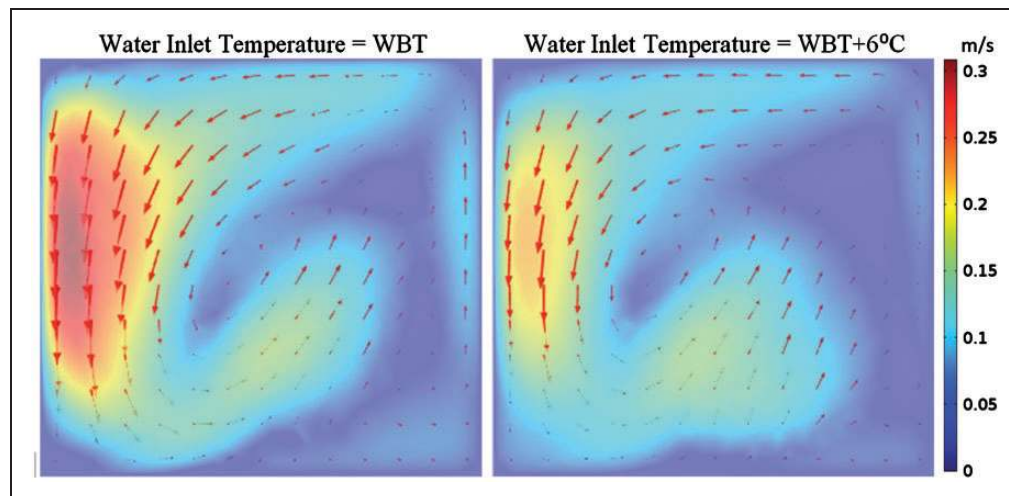 Water Inlet Temperature = WBT
Water Inlet Temperature = WBT+6⁰C
m/s
0.3
0.25
0.2
0.15
0.1
0.05
0